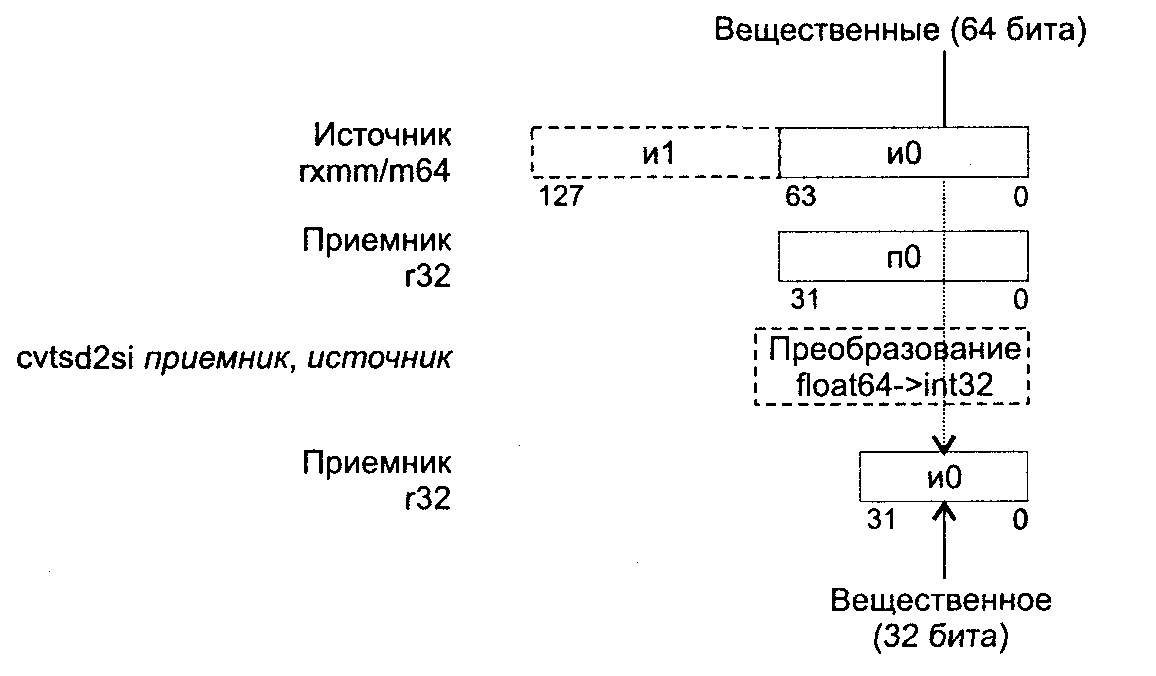 Вещественные (64 бита)
Источник
rxmm/m64
и1
и0
127
63
0
Приемник
r32
п0
31
0
cvtsd2si приемник, источник
Преобразование
float64->int32
Приемник
r32
и0
31
0
Вещественное
(32 бита)